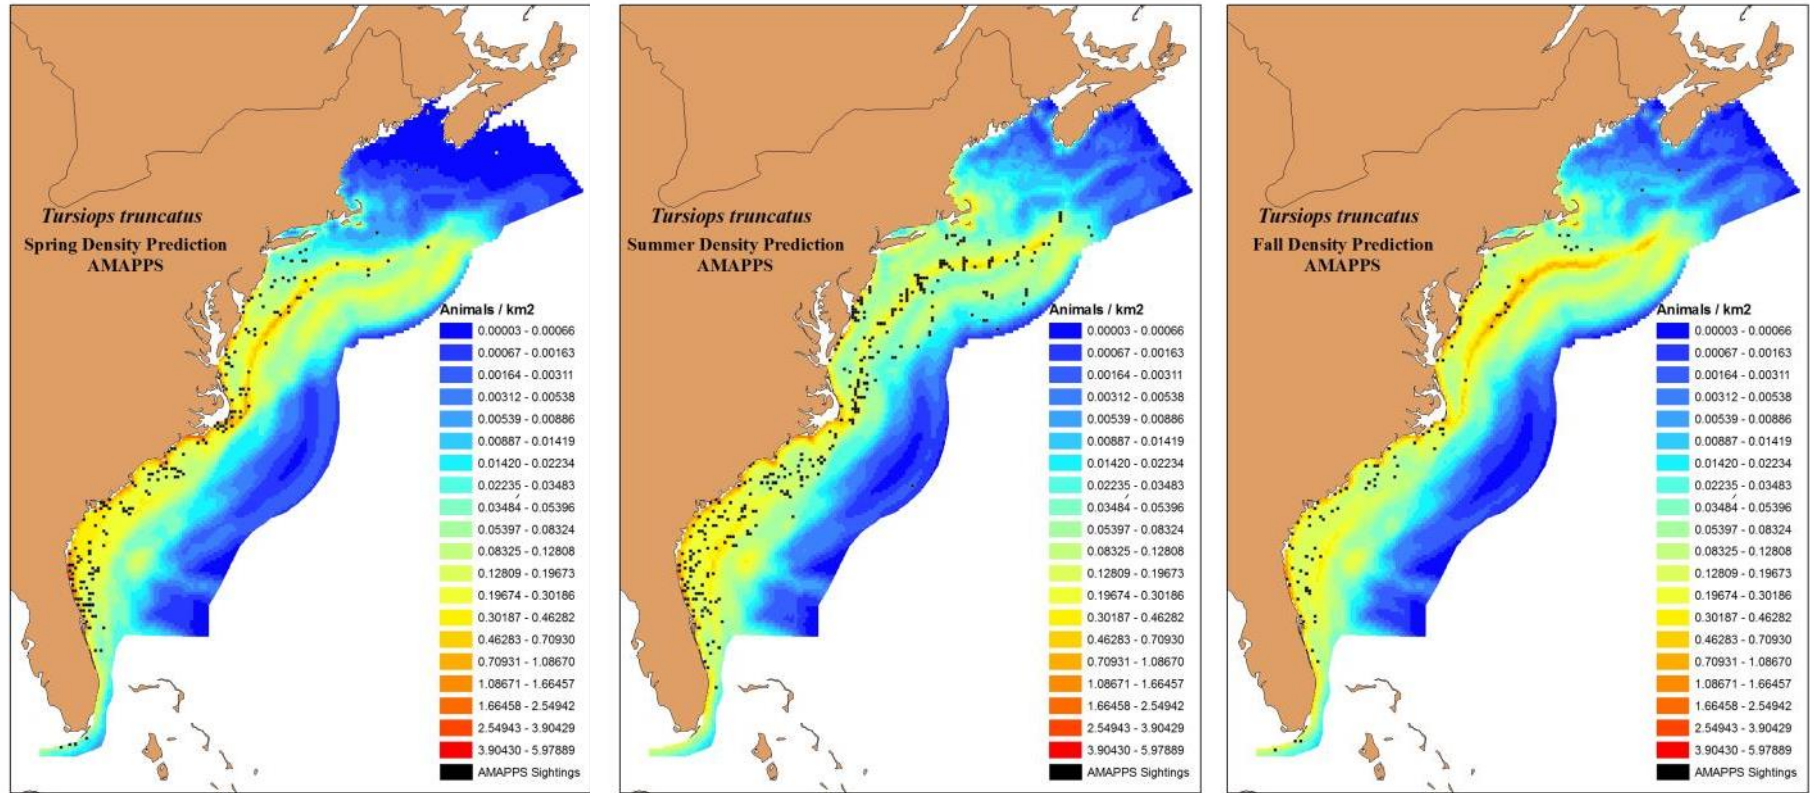 Tursiops truncatus
Spring Density Prediction
AMAPPS
Animals / km2
0.00003 - 0.00066
0.00067 - 0.00163
0.00164 - 0.00311
0.00312 - 0.00538
0.00539 - 0.00886
0.00887 - 0.01419
0.01420 - 0.02234
0.02235 - 0.03483
0.03484 - 0.05396
0.05397 - 0.08324
0.08325 - 0.12808
0.12809 - 0.19673
0.19674 - 0.30186
0.30187 - 0.46282
0.46283 - 0.70930
0.70931 - 1.08670
1.08671 - 1.66457
1.66458 - 2.54942
2.54943 - 3.90429
3.90430 - 5.97889
AMAPPS Sightings
Tursiops truncatus
Summer Density Prediction
AMAPPS
Animals / km2
0.00003 - 0.00066
0.00067 - 0.00163
0.00164 - 0.00311
0.00312 - 0.00538
0.00539 - 0.00886
0.00887 - 0.01419
0.01420 - 0.02234
0.02235 - 0.03483
0.03484 - 0.05396
0.05397 - 0.08324
0.08325 - 0.12808
0.12809 - 0.19673
0.19674 - 0.30186
0.30187 - 0.46282
0.46283 - 0.70930
0.70931 - 1.08670
1.08671 - 1.66457
1.66458 - 2.54942
2.54943 - 3.90429
3.90430 - 5.97889
AMAPPS Sightings
Tursiops truncatus
Fall Density Prediction
AMAPPS
Animals / km2
0.00003 - 0.00066
0.00067 - 0.00163
0.00164 - 0.00311
0.00312 - 0.00538
0.00539 - 0.00886
0.00887 - 0.01419
0.01420 - 0.02234
0.02235 - 0.03483
0.03484 - 0.05396
0.05397 - 0.08324
0.08325 - 0.12808
0.12809 - 0.19673
0.19674 - 0.30186
0.30187 - 0.46282
0.46283 - 0.70930
0.70931 - 1.08670
1.08671 - 1.66457
1.66458 - 2.54942
2.54943 - 3.90429
3.90430 - 5.97889
AMAPPS Sightings